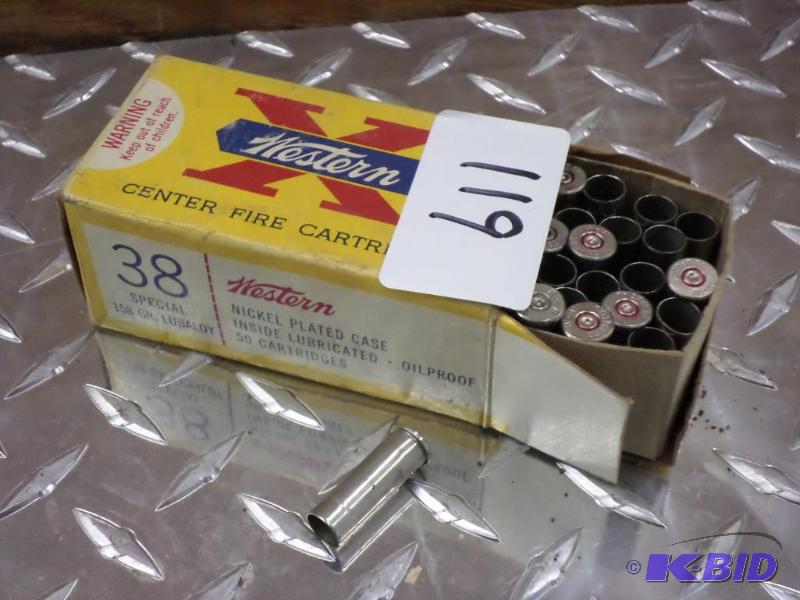 WARNING
Keep out of reach
of children.
X
Western
CENTER FIRE CARTR
611
38
SPECIAL
158 GR. LUBALOY
Western
NICKEL PLATED CASE
INSIDE LUBRICATED · OILPROOF
50 CARTRIDGES
© K-BID